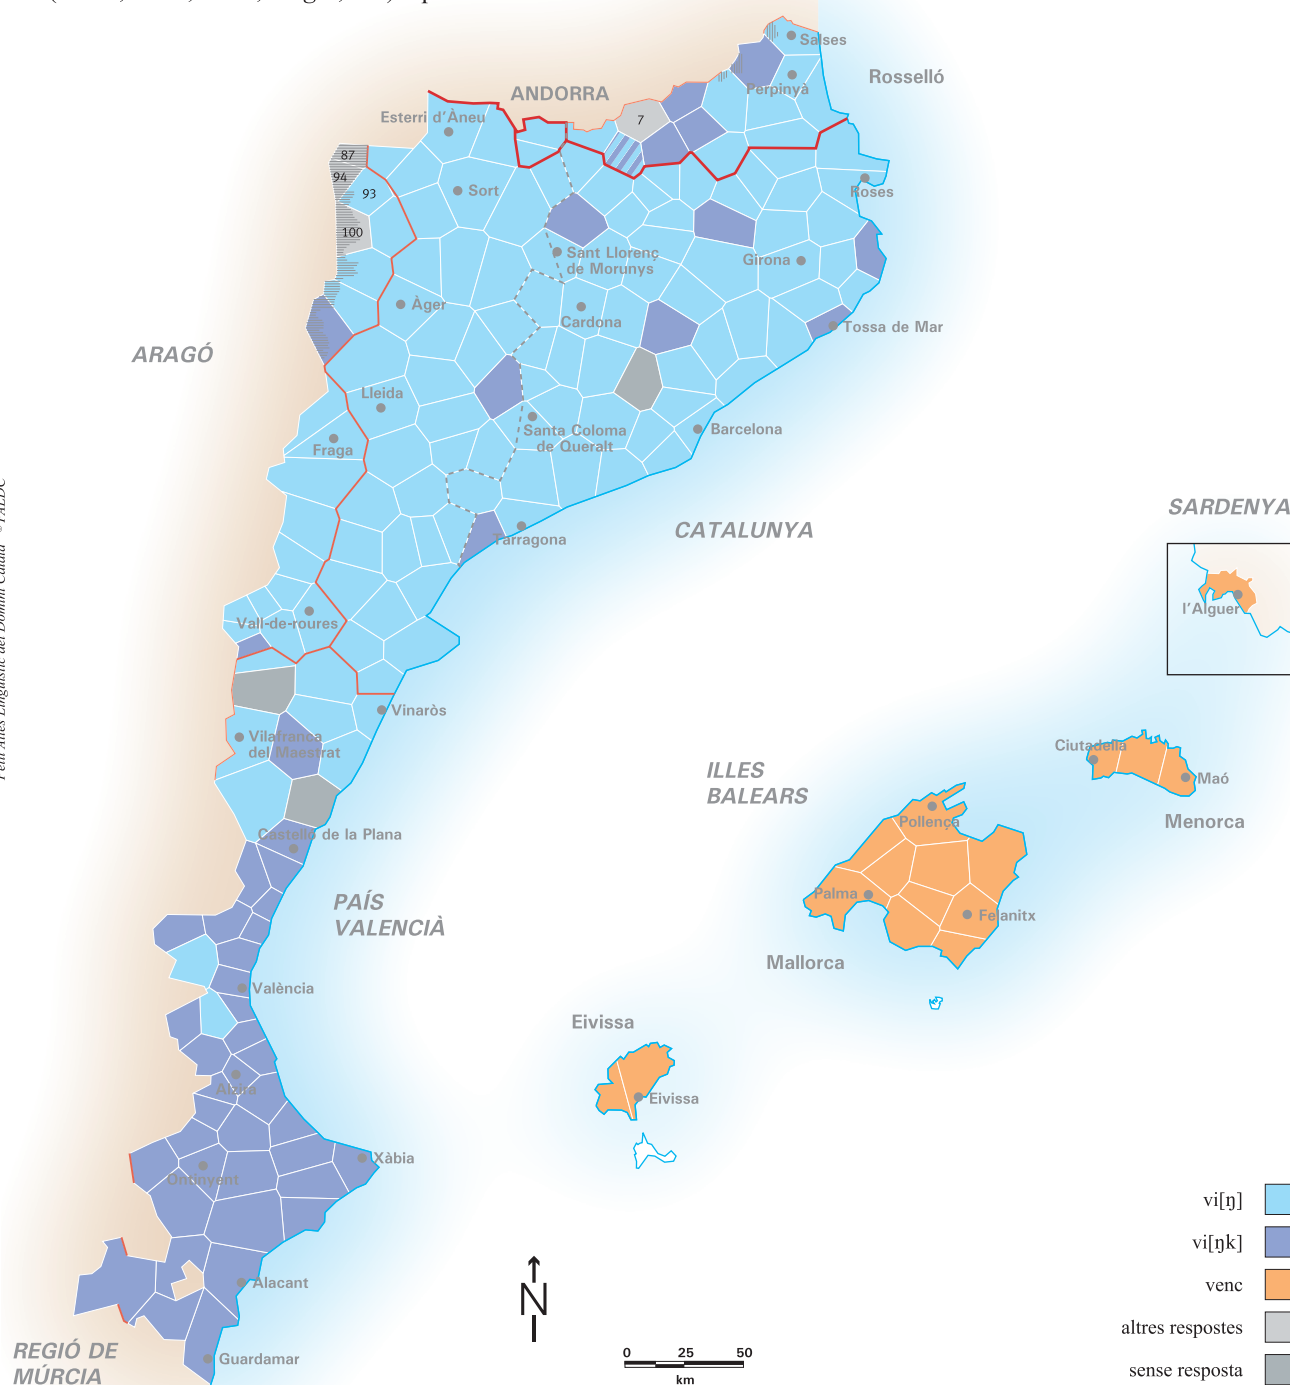 Salses
Rosselló
ANDORRA
Perpinyà
Esterri d'Àneu
7
87
94
93
Sort
Roses
100
Sant Llorenç
de Morunys
Girona
Àger
Cardona
Tossa de Mar
ARAGÓ
Lleida
Santa Coloma
de Queralt
Barcelona
Fraga
SARDENYA
CATALUNYA
Tarragona
l'Alguer
Vall-de-roures
Vinaròs
Vilafranca
del Maestrat
Ciutadella
ILLES
BALEARS
Maó
Pollença
Menorca
Castelló de la Plana
Palma
PAÍS
VALENCIÀ
Felanitx
Mallorca
València
Eivissa
Alzira
Eivissa
Xàbia
Ontinyent
vi[ŋ]
vi[ŋk]
Alacant
venc
N
altres respostes
REGIÓ DE
MÚRCIA
Guardamar
0 25 50
km
sense resposta